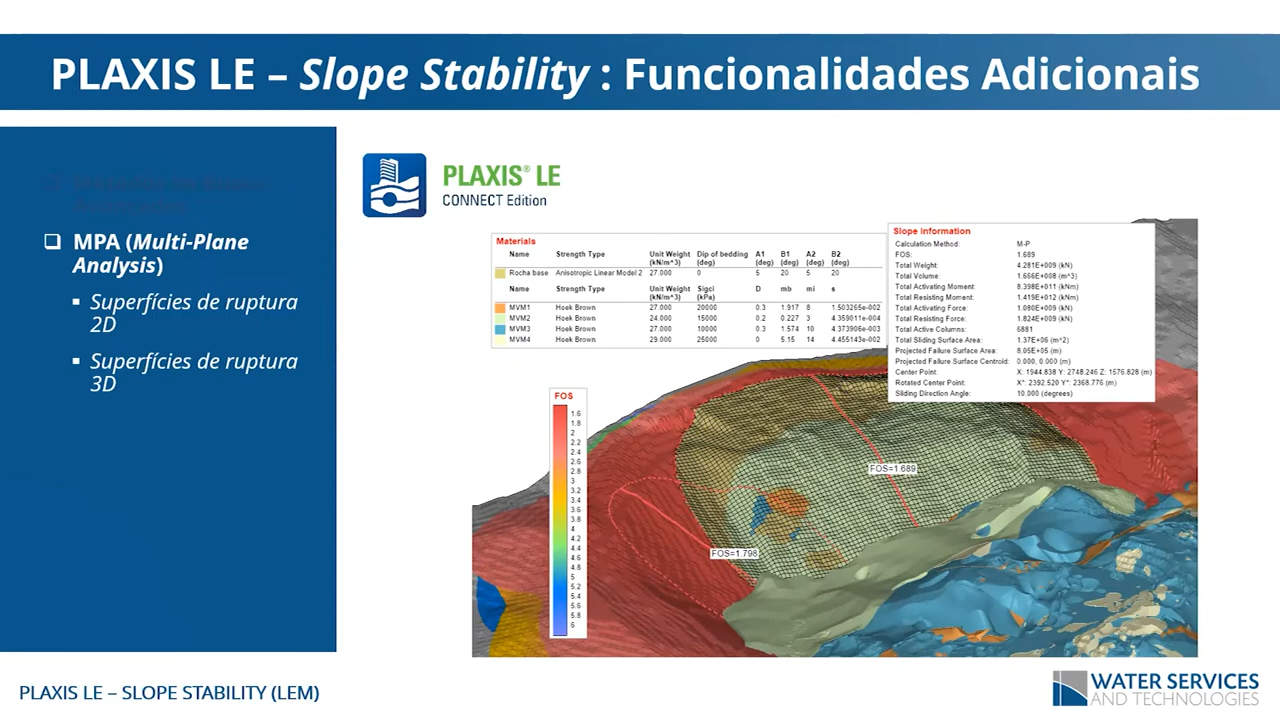 PLAXIS LE – Slope Stability : Funcionalidades Adicionais
❑ MPA (Multi-Plane
Analysis)
▪ Superfícies de ruptura
2D
▪ Superfícies de ruptura
3D
PLAXIS® LE
CONNECT Edition
Materials
Name Strength Type Unit Weight (kN/m^3) Dip of bedding (deg) A1 (deg) B1 (deg) A2 (deg) B2 (deg)
Rocha base Anisotropic Linear Model 2 27.000 0 5 20 5 20
Name Strength Type Unit Weight (kN/m^3) Sigci (kPa) D mb mi s
MVM1 Hoek Brown 27.000 20000 0.3 1.917 8 1.503265e-002
MVM2 Hoek Brown 24.000 15000 0.2 0.227 3 4.359011e-004
MVM3 Hoek Brown 27.000 10000 0.3 1.574 10 4.373906e-003
MVM4 Hoek Brown 29.000 25000 0 5.15 14 4.455143e-002
Slope Information
Calculation Method: M-P
FOS: 1.689
Total Weight: 4.281E+009 (kN)
Total Volume: 1.666E+008 (m^3)
Total Activating Moment: 8.398E+011 (kNm)
Total Resisting Moment: 1.419E+012 (kNm)
Total Activating Force: 1.080E+009 (kN)
Total Resisting Force: 1.824E+009 (kN)
Total Active Columns: 6881
Total Sliding Surface Area: 1.37E+06 (m^2)
Projected Failure Surface Area: 8.05E+05 (m)
Projected Failure Surface Centroid: 0.000, 0.000 (m)
Center Point: X: 1944.838 Y: 2748.246 Z: 1576.828 (m)
Rotated Center Point: X*: 2392.520 Y*: 2368.776 (m)
Sliding Direction Angle: 10.000 (degrees)
FOS
1.6
1.8
2
2.2
2.4
2.6
2.8
3
3.2
3.4
3.6
3.8
4
4.2
4.4
4.6
4.8
5
5.2
5.4
5.6
5.8
6
FOS=1.689
FOS=1.798
PLAXIS LE – SLOPE STABILITY (LEM)
WATER SERVICES
AND TECHNOLOGIES